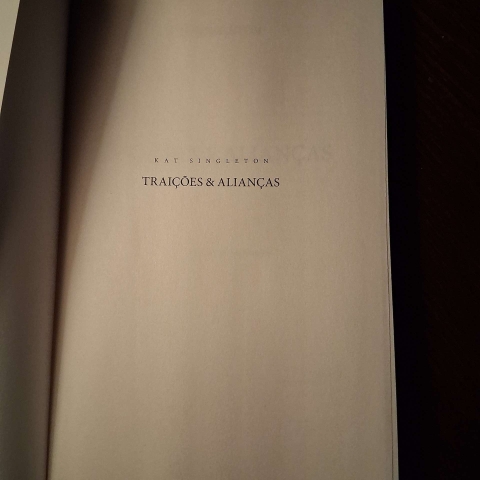 KAT SINGLETON
TRAIÇÕES & ALIANÇAS